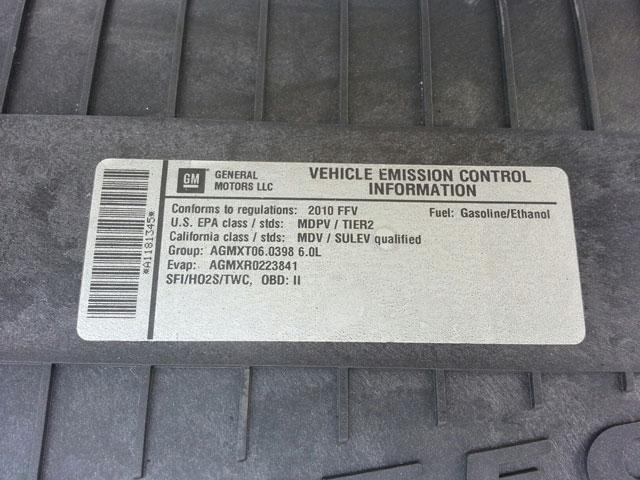 GM
GENERAL
MOTORS LLC
VEHICLE EMISSION CONTROL
INFORMATION
Conforms to regulations: 2010 FFV
Fuel: Gasoline/Ethanol
U.S. EPA class / stds: MDPV / TIER2
California class / stds: MDV / SULEV qualified
Group: AGMXT06.0398 6.0L
Evap: AGMXR0223841
SFI/HO2S/TWC, OBD: II
*A1181345*